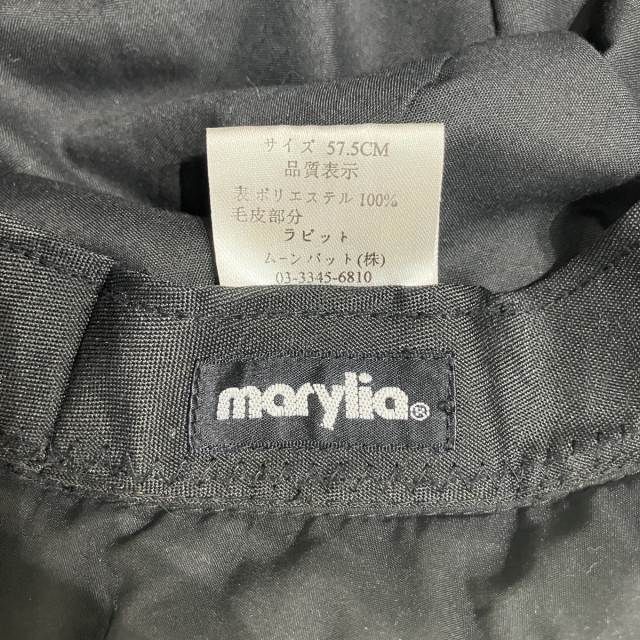 サイズ 57.5CM
品質表示
表 ポリエステル 100%
毛皮部分
ラビット
ムーンバット(株)
03-3345-6810
marylia®